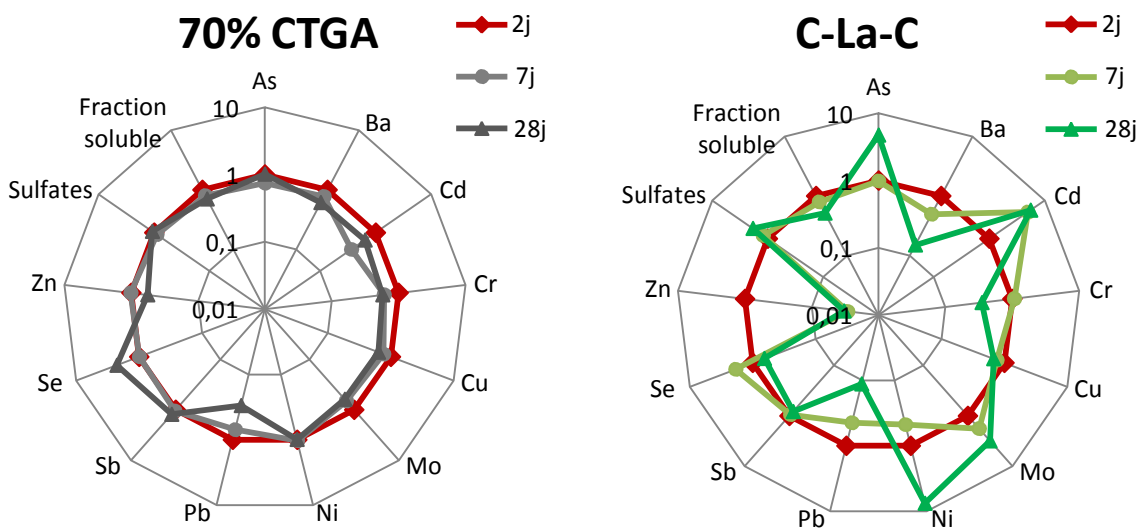 70% CTGA
2j
7j
28j
As
Ba
Cd
Cr
Cu
Mo
Ni
Pb
Sb
Se
Zn
Sulfates
Fraction
soluble
10
1
0,1
0,01
C-La-C
2j
7j
28j
As
Ba
Cd
Cr
Cu
Mo
Ni
Pb
Sb
Se
Zn
Sulfates
Fraction
soluble
10
1
0,1
0,01